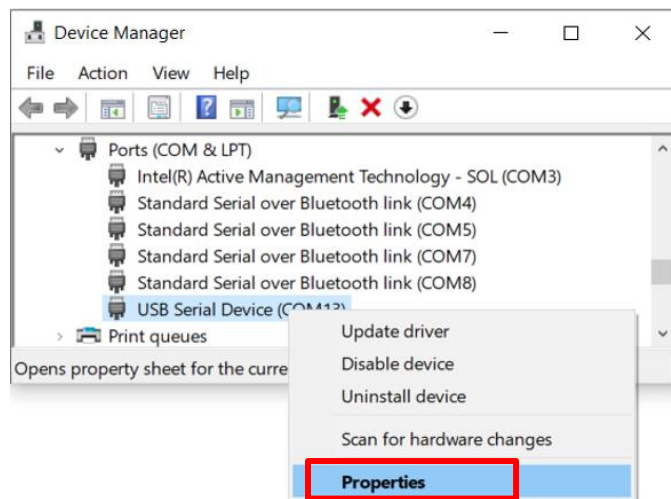 Device Manager
File Action View Help
Ports (COM & LPT)
Intel(R) Active Management Technology - SOL (COM3)
Standard Serial over Bluetooth link (COM4)
Standard Serial over Bluetooth link (COM5)
Standard Serial over Bluetooth link (COM7)
Standard Serial over Bluetooth link (COM8)
USB Serial Device (COM13)
Print queues
Opens property sheet for the curre
Update driver
Disable device
Uninstall device
Scan for hardware changes
Properties